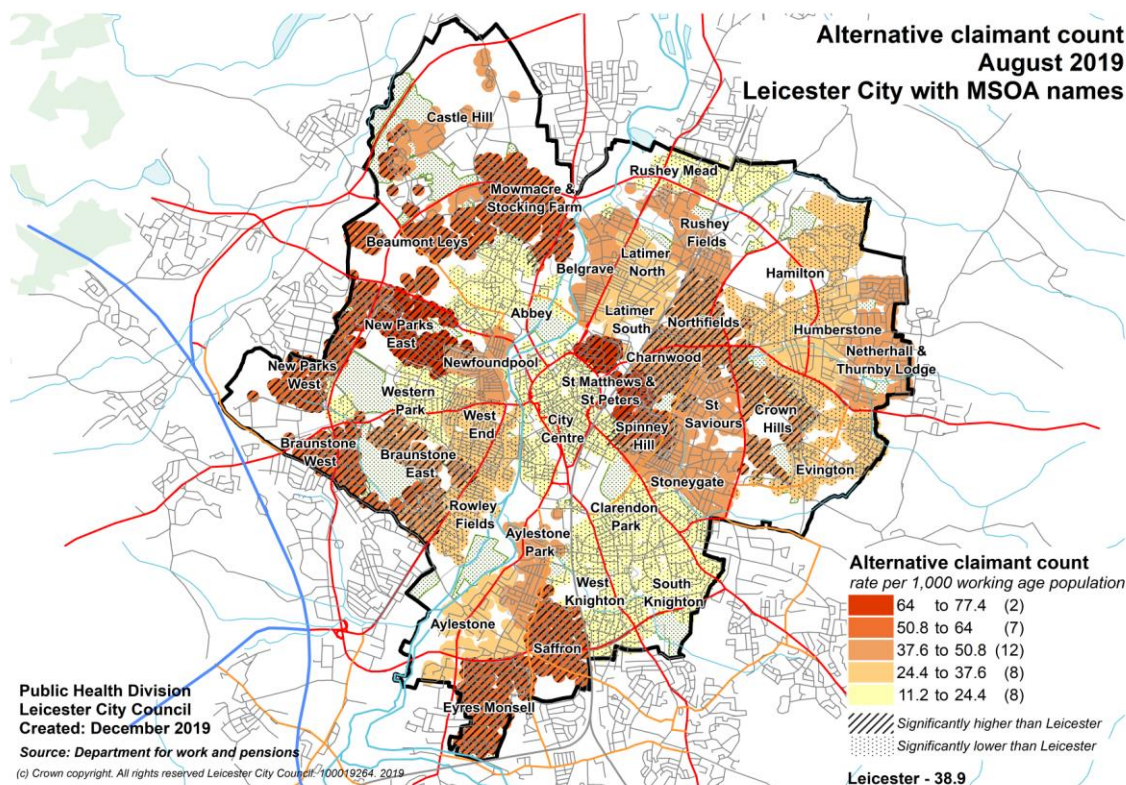 Alternative claimant count
August 2019
Leicester City with MSOA names
Castle Hill
Rushey Mead
Mowmacre &
Stocking Farm
Rushey
Fields
Beaumont Leys
Latimer
North
Belgrave
Hamilton
Abbey
Latimer
South
New Parks
East
Northfields
Humberstone
Newfoundpool
Charnwood
Netherhall &
Thurnby Lodge
New Parks
West
St Matthews &
St Peters
Western
Park
West
End
City
Centre
St
Saviours
Crown
Hills
Spinney
Hill
Braunstone
West
Braunstone
East
Evington
Stoneygate
Rowley
Fields
Clarendon
Park
Aylestone
Park
West
Knighton
South
Knighton
Aylestone
Saffron
Eyres Monsell
Alternative claimant count
rate per 1,000 working age population
64 to 77.4 (2)
50.8 to 64 (7)
37.6 to 50.8 (12)
24.4 to 37.6 (8)
11.2 to 24.4 (8)
Significantly higher than Leicester
Significantly lower than Leicester
Leicester - 38.9
Public Health Division
Leicester City Council
Created: December 2019
Source: Department for work and pensions
(c) Crown copyright. All rights reserved Leicester City Council. 100019264. 2019